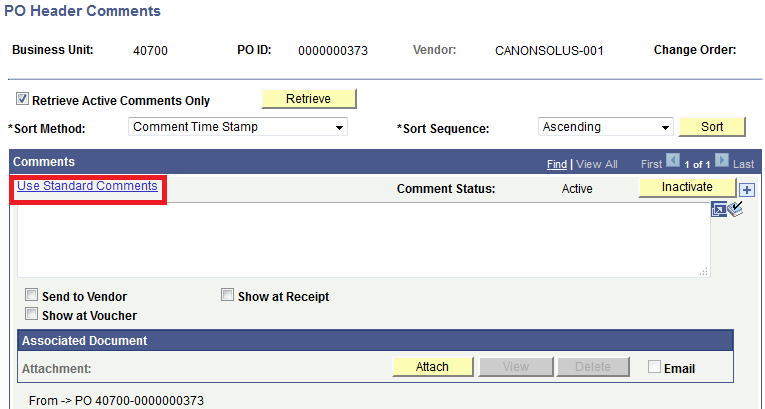 PO Header Comments
Business Unit: 40700 PO ID: 0000000373 Vendor: CANONSOLUS-001 Change Order:
Retrieve Active Comments Only Retrieve
*Sort Method: Comment Time Stamp *Sort Sequence: Ascending Sort
Comments Find | View All First 1 of 1 Last
Use Standard Comments Comment Status: Active Inactivate
Send to Vendor Show at Receipt
Show at Voucher
Associated Document
Attachment: Attach View Delete Email
From -> PO 40700-0000000373